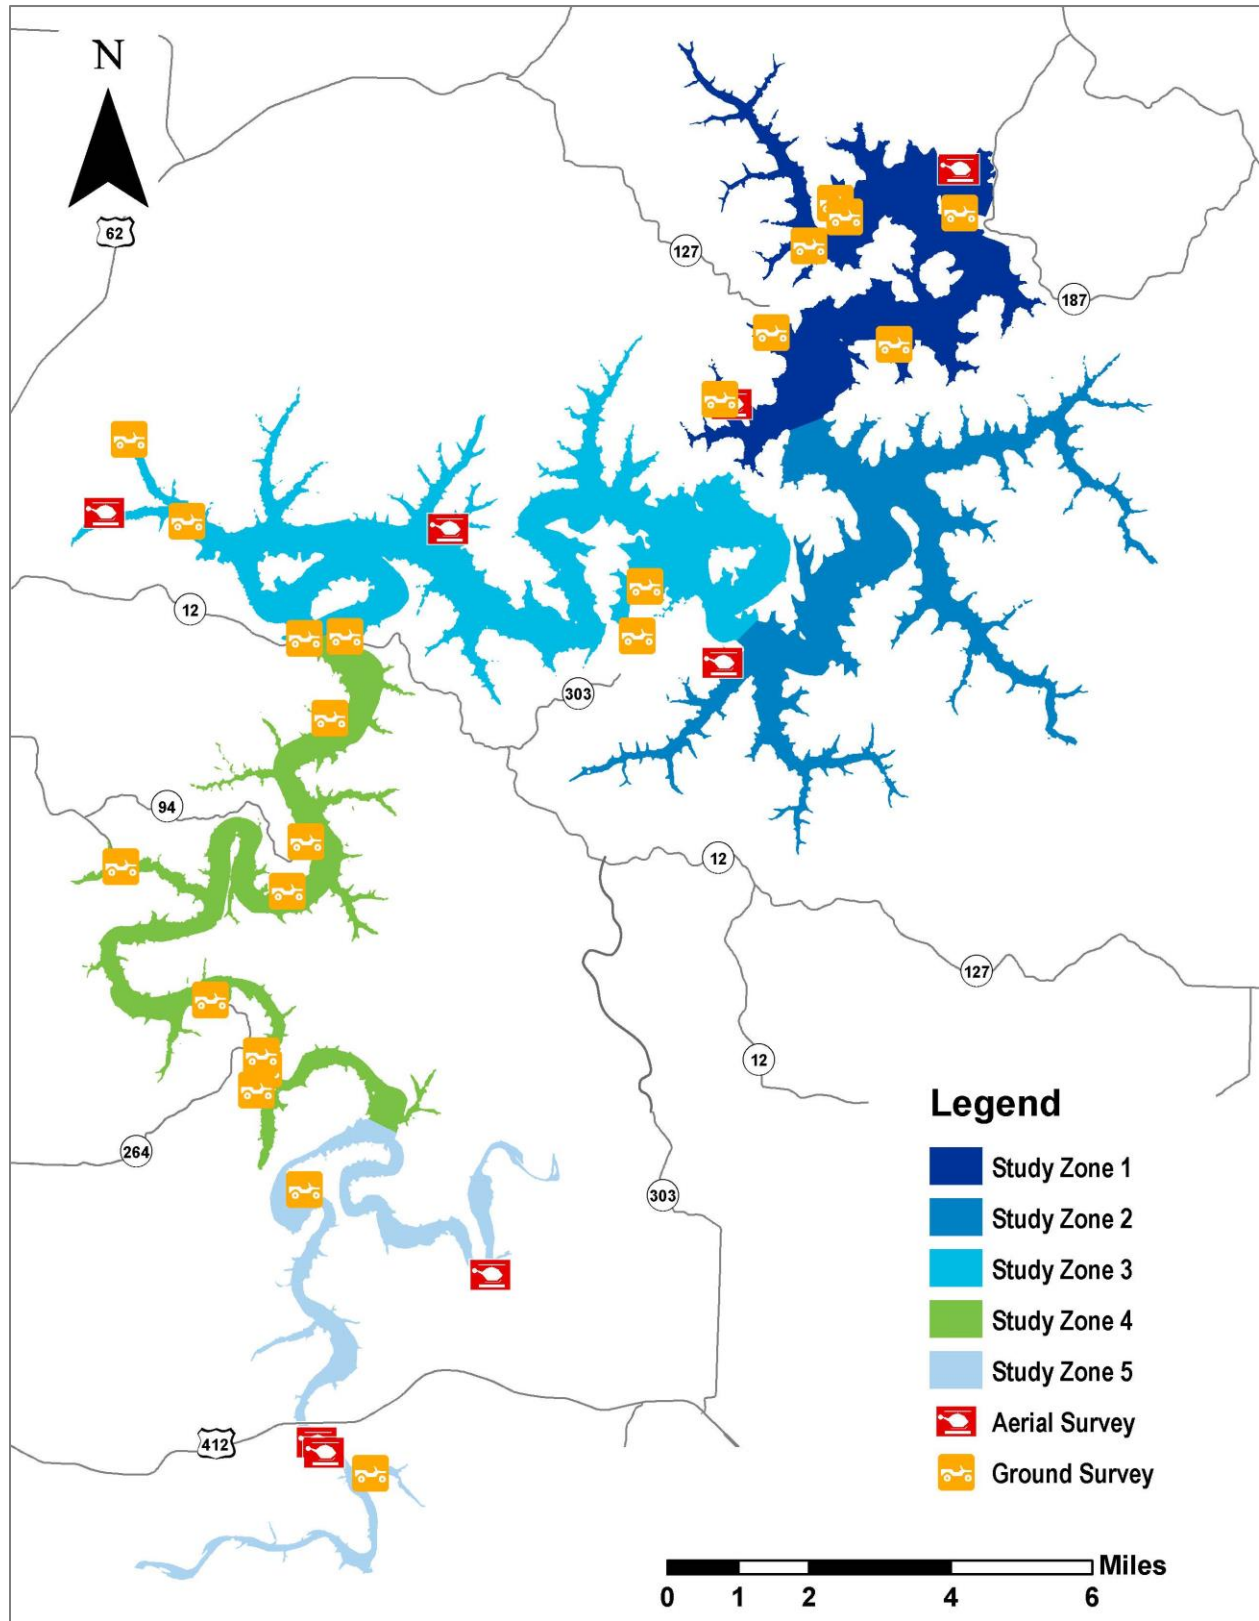 N
62
127
187
12
303
94
12
127
12
264
303
412
Legend
Study Zone 1
Study Zone 2
Study Zone 3
Study Zone 4
Study Zone 5
Aerial Survey
Ground Survey
Miles
0 1 2 4 6